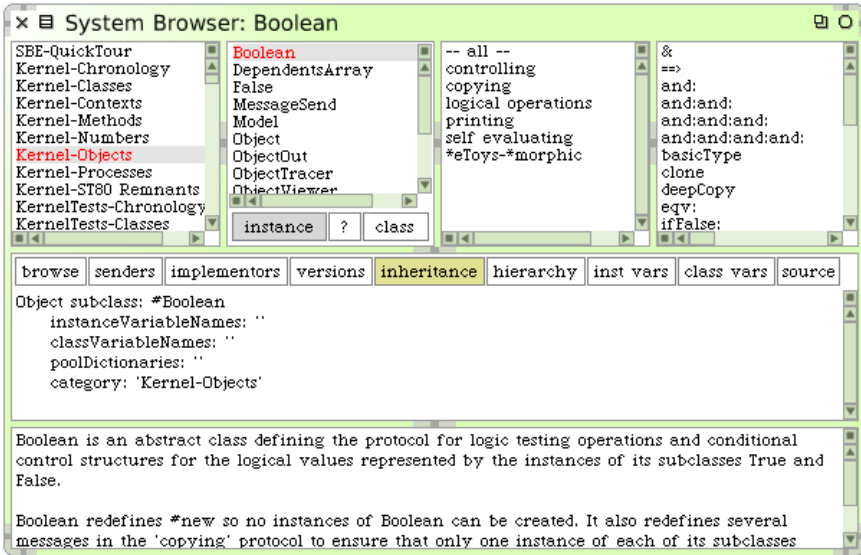 System Browser: Boolean
SBE-QuickTour
Kernel-Chronology
Kernel-Classes
Kernel-Contexts
Kernel-Methods
Kernel-Numbers
Kernel-Objects
Kernel-Processes
Kernel-ST80 Remnants
KernelTests-Chronology
KernelTests-Classes
Boolean
DependentsArray
False
MessageSend
Model
Object
ObjectOut
ObjectTracer
ObjectViewer
instance ? class
-- all --
controlling
copying
logical operations
printing
self evaluating
*eToys-*morphic
&
==>
and:
and:and:
and:and:and:
and:and:and:and:
basicType
clone
deepCopy
eqv:
ifFalse:
browse senders implementors versions inheritance hierarchy inst vars class vars source
Object subclass: #Boolean
instanceVariableNames: ''
classVariableNames: ''
poolDictionaries: ''
category: 'Kernel-Objects'
Boolean is an abstract class defining the protocol for logic testing operations and conditional
control structures for the logical values represented by the instances of its subclasses True and
False.
Boolean redefines #new so no instances of Boolean can be created. It also redefines several
messages in the 'copying' protocol to ensure that only one instance of each of its subclasses